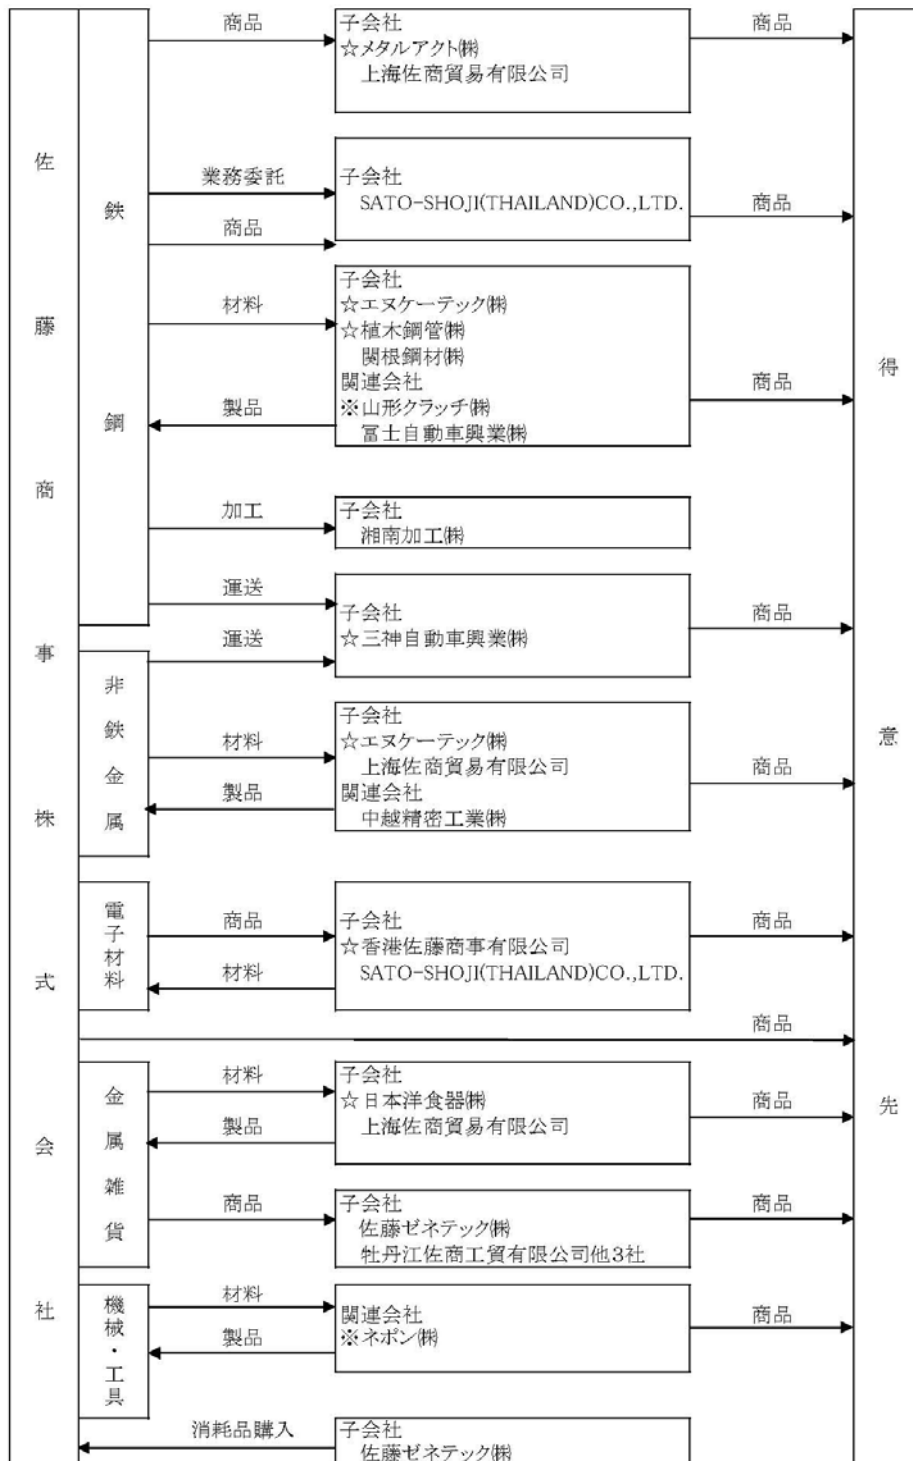 佐藤商事株式会社
鉄鋼
商品
子会社
☆メタルアクト㈱
上海佐商貿易有限公司
商品
業務委託
商品
子会社
SATO-SHOJI(THAILAND)CO.,LTD.
商品
材料
製品
子会社
☆エヌケーテック㈱
☆植木鋼管㈱
関根鋼材㈱
関連会社
※山形クラッチ㈱
冨士自動車興業㈱
商品
加工
子会社
湘南加工㈱
運送
運送
子会社
☆三神自動車興業㈱
商品
非鉄金属
材料
製品
子会社
☆エヌケーテック㈱
上海佐商貿易有限公司
関連会社
中越精密工業㈱
商品
電子材料
商品
材料
子会社
☆香港佐藤商事有限公司
SATO-SHOJI(THAILAND)CO.,LTD.
商品
商品
金属雑貨
材料
製品
子会社
☆日本洋食器㈱
上海佐商貿易有限公司
商品
商品
子会社
佐藤ゼネテック㈱
牡丹江佐商工貿有限公司他3社
商品
機械・工具
材料
製品
関連会社
※ネポン㈱
商品
消耗品購入
子会社
佐藤ゼネテック㈱
得意先